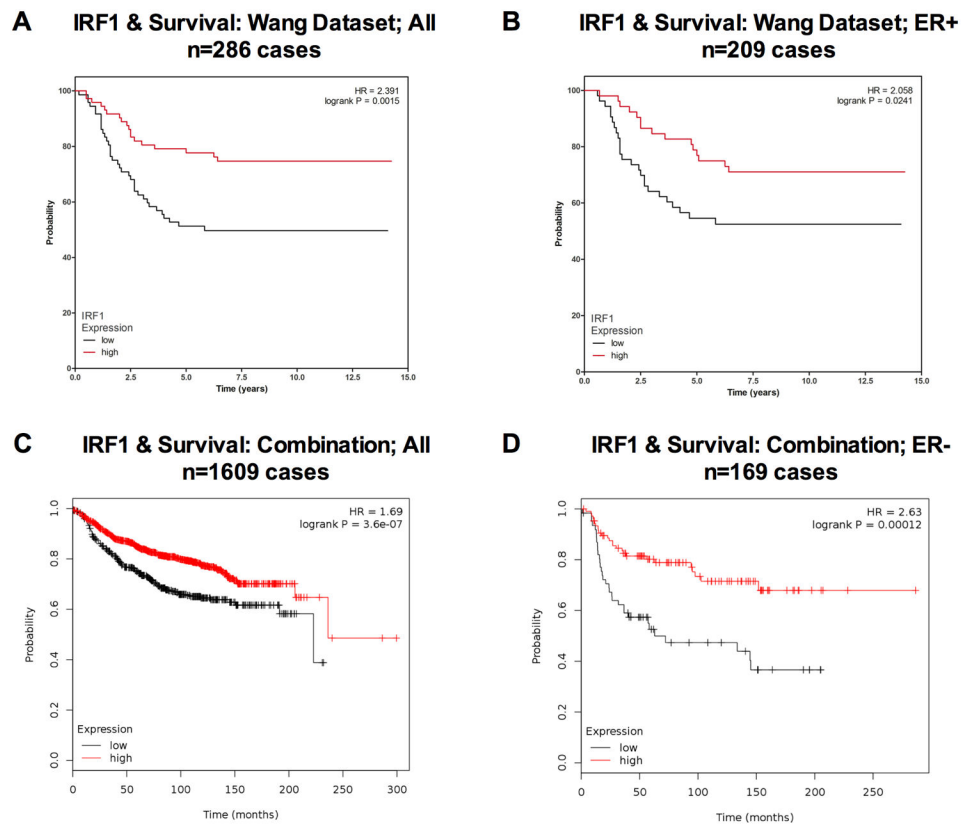 A
IRF1 & Survival: Wang Dataset; All
n=286 cases
HR = 2.391
logrank P = 0.0015
100
80
60
40
20
0
Probability
IRF1
Expression
low
high
0.0 2.5 5.0 7.5 10.0 12.5 15.0
Time (years)
B
IRF1 & Survival: Wang Dataset; ER+
n=209 cases
HR = 2.058
logrank P = 0.0241
100
80
60
40
20
0
Probability
IRF1
Expression
low
high
0.0 2.5 5.0 7.5 10.0 12.5 15.0
Time (years)
C
IRF1 & Survival: Combination; All
n=1609 cases
HR = 1.69
logrank P = 3.6e-07
1.0
0.8
0.6
0.4
0.2
0.0
Probability
Expression
low
high
0 50 100 150 200 250 300
Time (months)
D
IRF1 & Survival: Combination; ER-
n=169 cases
HR = 2.63
logrank P = 0.00012
1.0
0.8
0.6
0.4
0.2
0.0
Probability
Expression
low
high
0 50 100 150 200 250
Time (months)